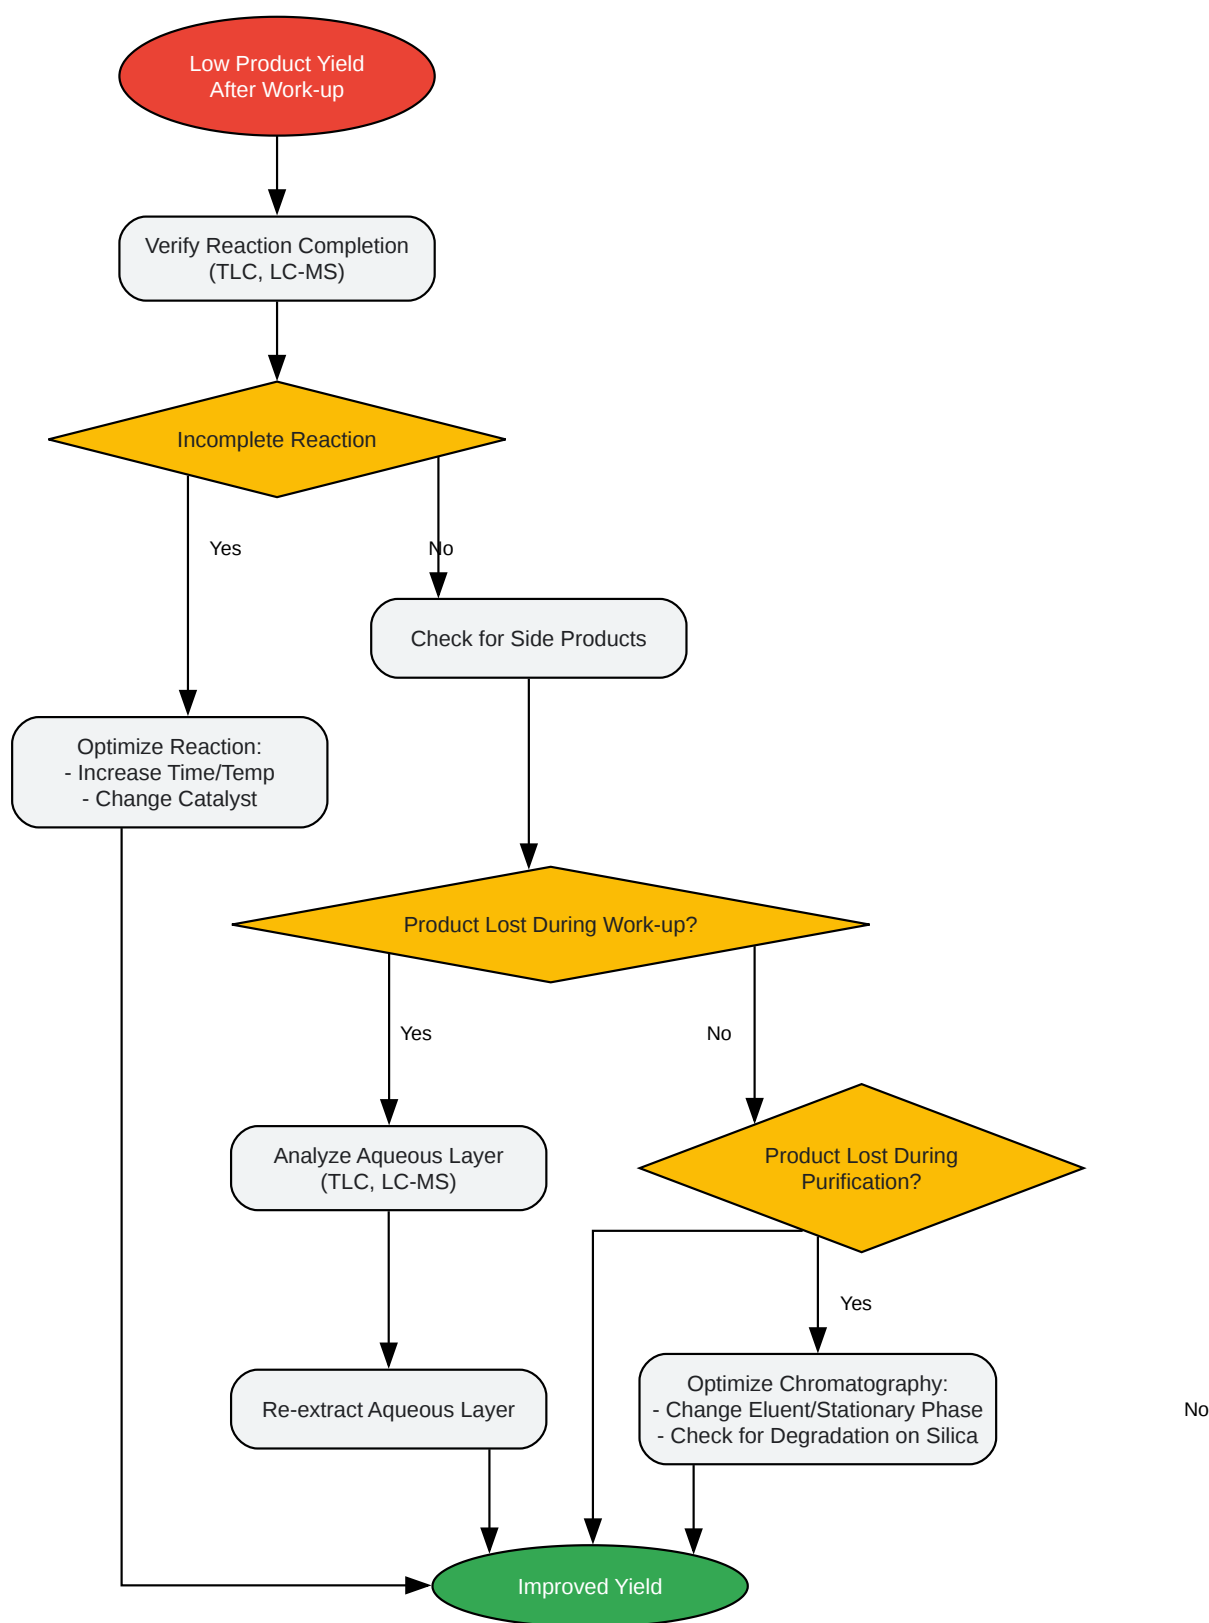 Low Product Yield
After Work-up
Verify Reaction Completion
(TLC, LC-MS)
Incomplete Reaction
Yes
No
Check for Side Products
Optimize Reaction:
- Increase Time/Temp
- Change Catalyst
Product Lost During Work-up?
Yes
No
Analyze Aqueous Layer
(TLC, LC-MS)
Product Lost During
Purification?
Yes
Re-extract Aqueous Layer
Optimize Chromatography:
- Change Eluent/Stationary Phase
- Check for Degradation on Silica
No
Improved Yield